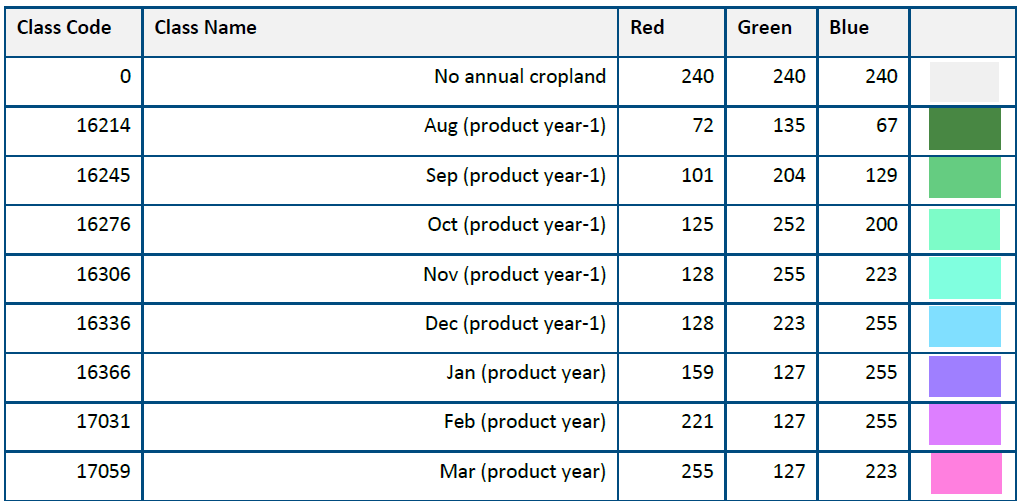 Class Code Class Name Red Green Blue
0 No annual cropland 240 240 240
16214 Aug (product year-1) 72 135 67
16245 Sep (product year-1) 101 204 129
16276 Oct (product year-1) 125 252 200
16306 Nov (product year-1) 128 255 223
16336 Dec (product year-1) 128 223 255
16366 Jan (product year) 159 127 255
17031 Feb (product year) 221 127 255
17059 Mar (product year) 255 127 223